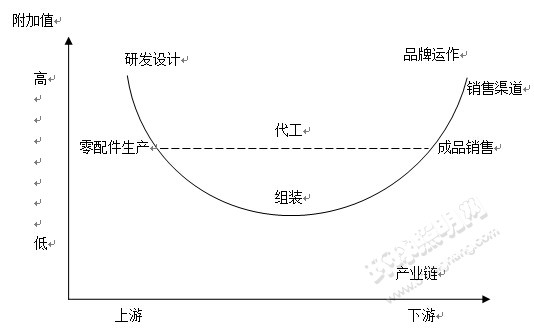 附加值
研发设计
品牌运作
高
销售渠道
代工
零配件生产
成品销售
组装
低
产业链
上游
下游